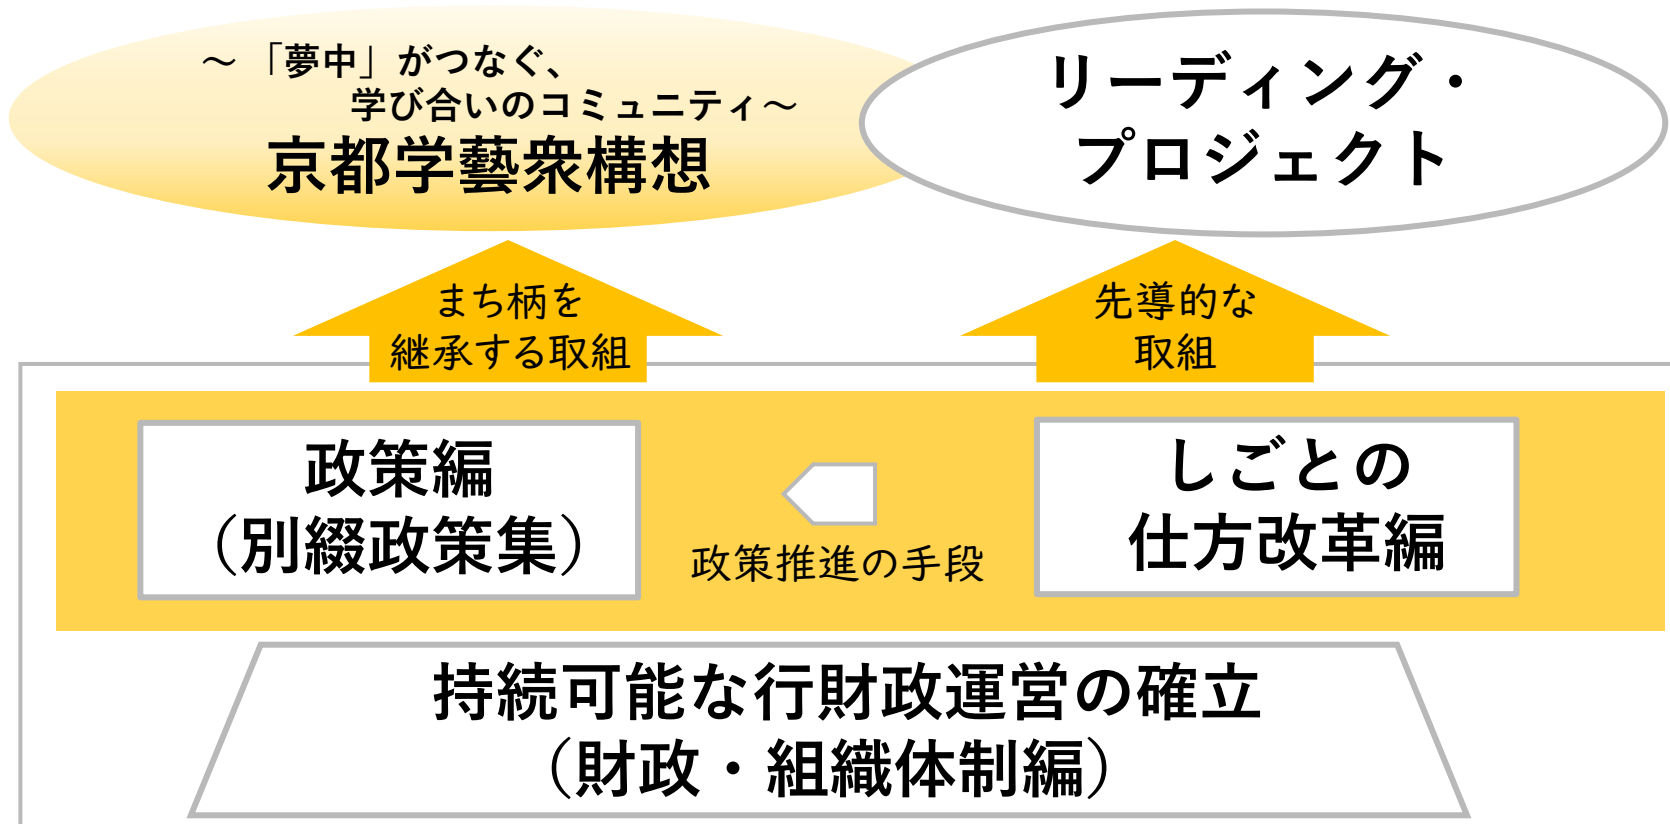 ～「夢中」がつなぐ、
学び合いのコミュニティ～
京都学藝衆構想
リーディング・
プロジェクト
まち柄を
継承する取組
先導的な
取組
政策編
（別綴政策集）
政策推進の手段
しごとの
仕方改革編
持続可能な行財政運営の確立
（財政・組織体制編）